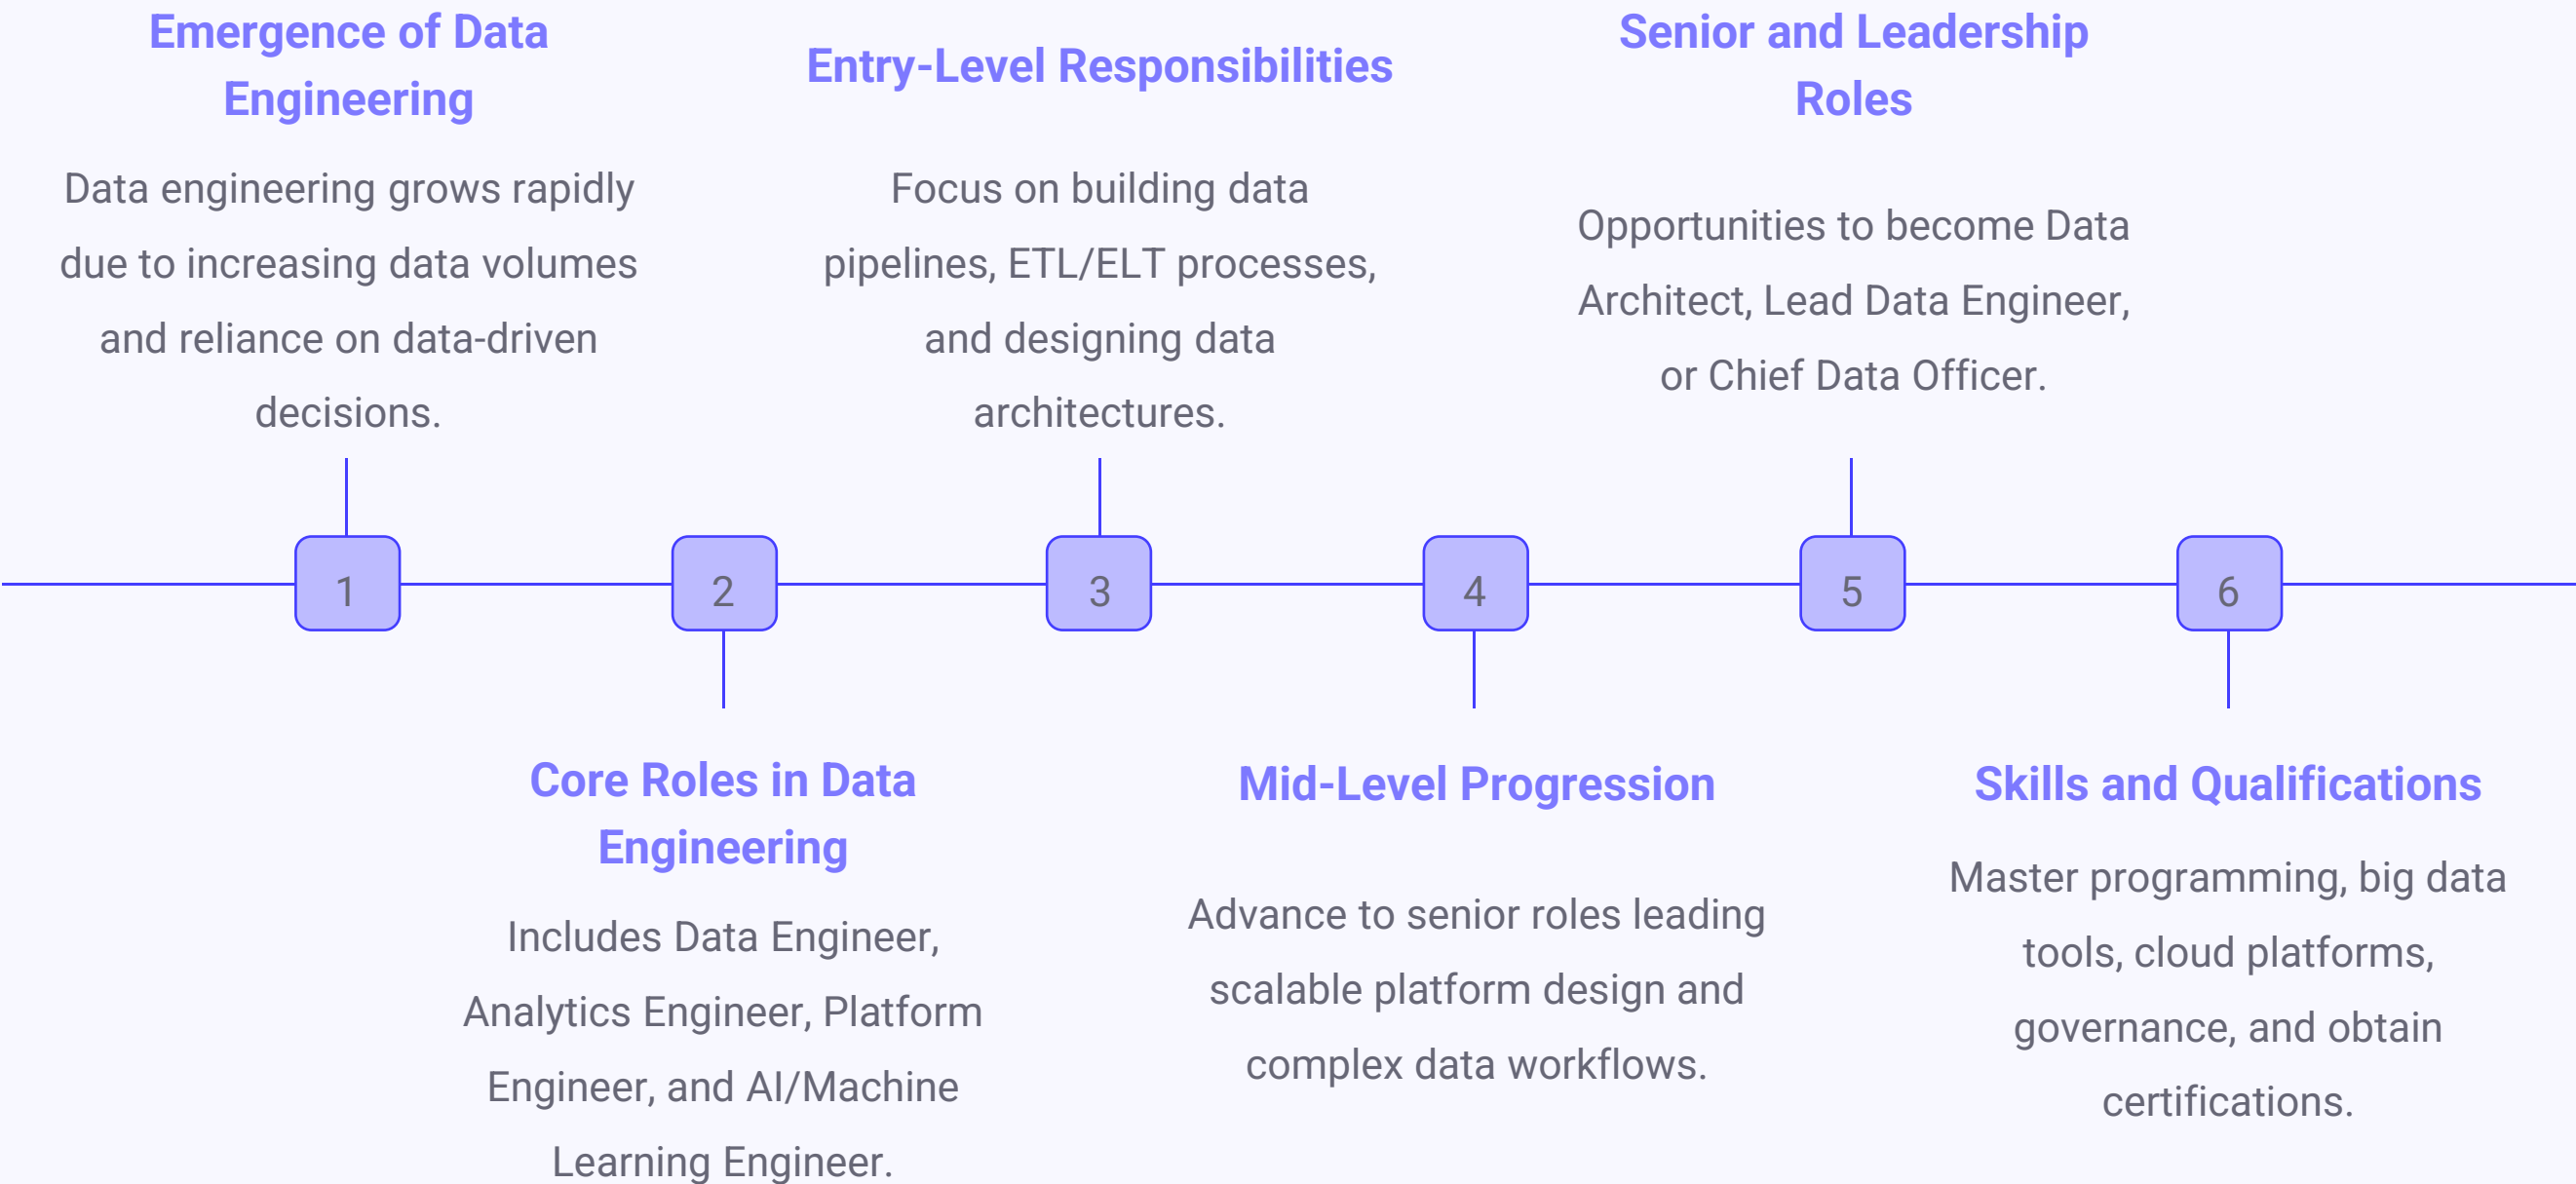 Emergence of Data
Engineering
Data engineering grows rapidly
due to increasing data volumes
and reliance on data-driven
decisions.
Entry-Level Responsibilities
Focus on building data
pipelines, ETL/ELT processes,
and designing data
architectures.
Senior and Leadership
Roles
Opportunities to become Data
Architect, Lead Data Engineer,
or Chief Data Officer.
1
2
3
4
5
6
Core Roles in Data
Engineering
Includes Data Engineer,
Analytics Engineer, Platform
Engineer, and AI/Machine
Learning Engineer.
Mid-Level Progression
Advance to senior roles leading
scalable platform design and
complex data workflows.
Skills and Qualifications
Master programming, big data
tools, cloud platforms,
governance, and obtain
certifications.